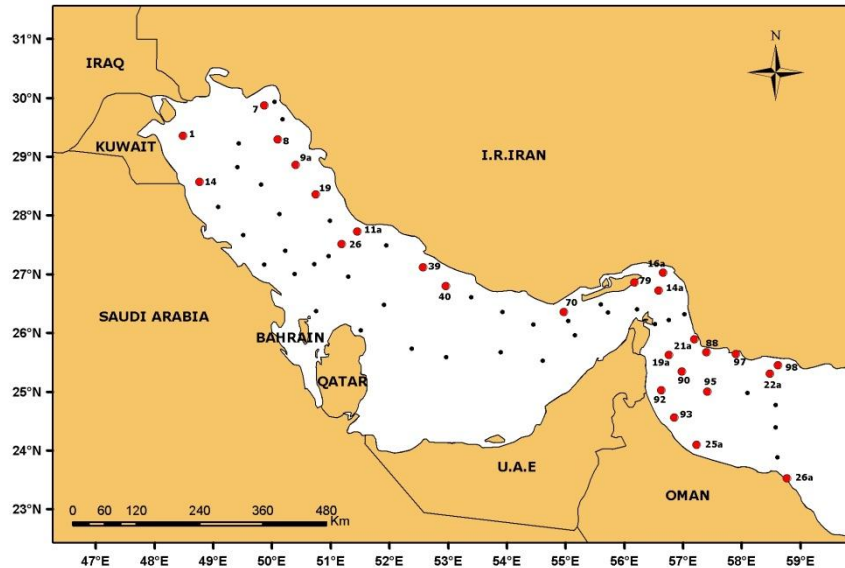 N
31°N
30°N
29°N
28°N
27°N
26°N
25°N
24°N
23°N
IRAQ
KUWAIT
I.R.IRAN
SAUDI ARABIA
BAHRAIN
QATAR
U.A.E
OMAN
7
1
8
9a
14
19
11a
26
39
40
16a
79
14a
70
21a
88
19a
97
98
90
95
22a
92
93
25a
26a
0 60 120 240 360 480
Km
47°E 48°E 49°E 50°E 51°E 52°E 53°E 54°E 55°E 56°E 57°E 58°E 59°E